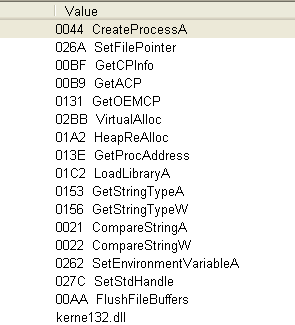 Value
0044 CreateProcessA
026A SetFilePointer
00BF GetCPInfo
00B9 GetACP
0131 GetOEMCP
02BB VirtualAlloc
01A2 HeapReAlloc
013E GetProcAddress
01C2 LoadLibraryA
0153 GetStringTypeA
0156 GetStringTypeW
0021 CompareStringA
0022 CompareStringW
0262 SetEnvironmentVariableA
027C SetStdHandle
00AA FlushFileBuffers
kerne132.dll